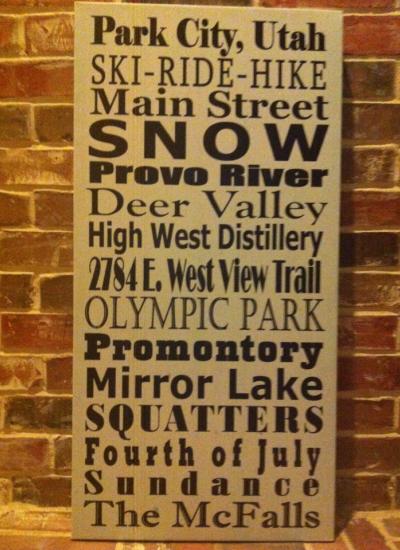 Park City, Utah
SKI-RIDE-HIKE
Main Street
SNOW
Provo River
Deer Valley
High West Distillery
2784 E. West View Trail
OLYMPIC PARK
Promontory
Mirror Lake
SQUATTERS
Fourth of July
Sundance
The McFalls